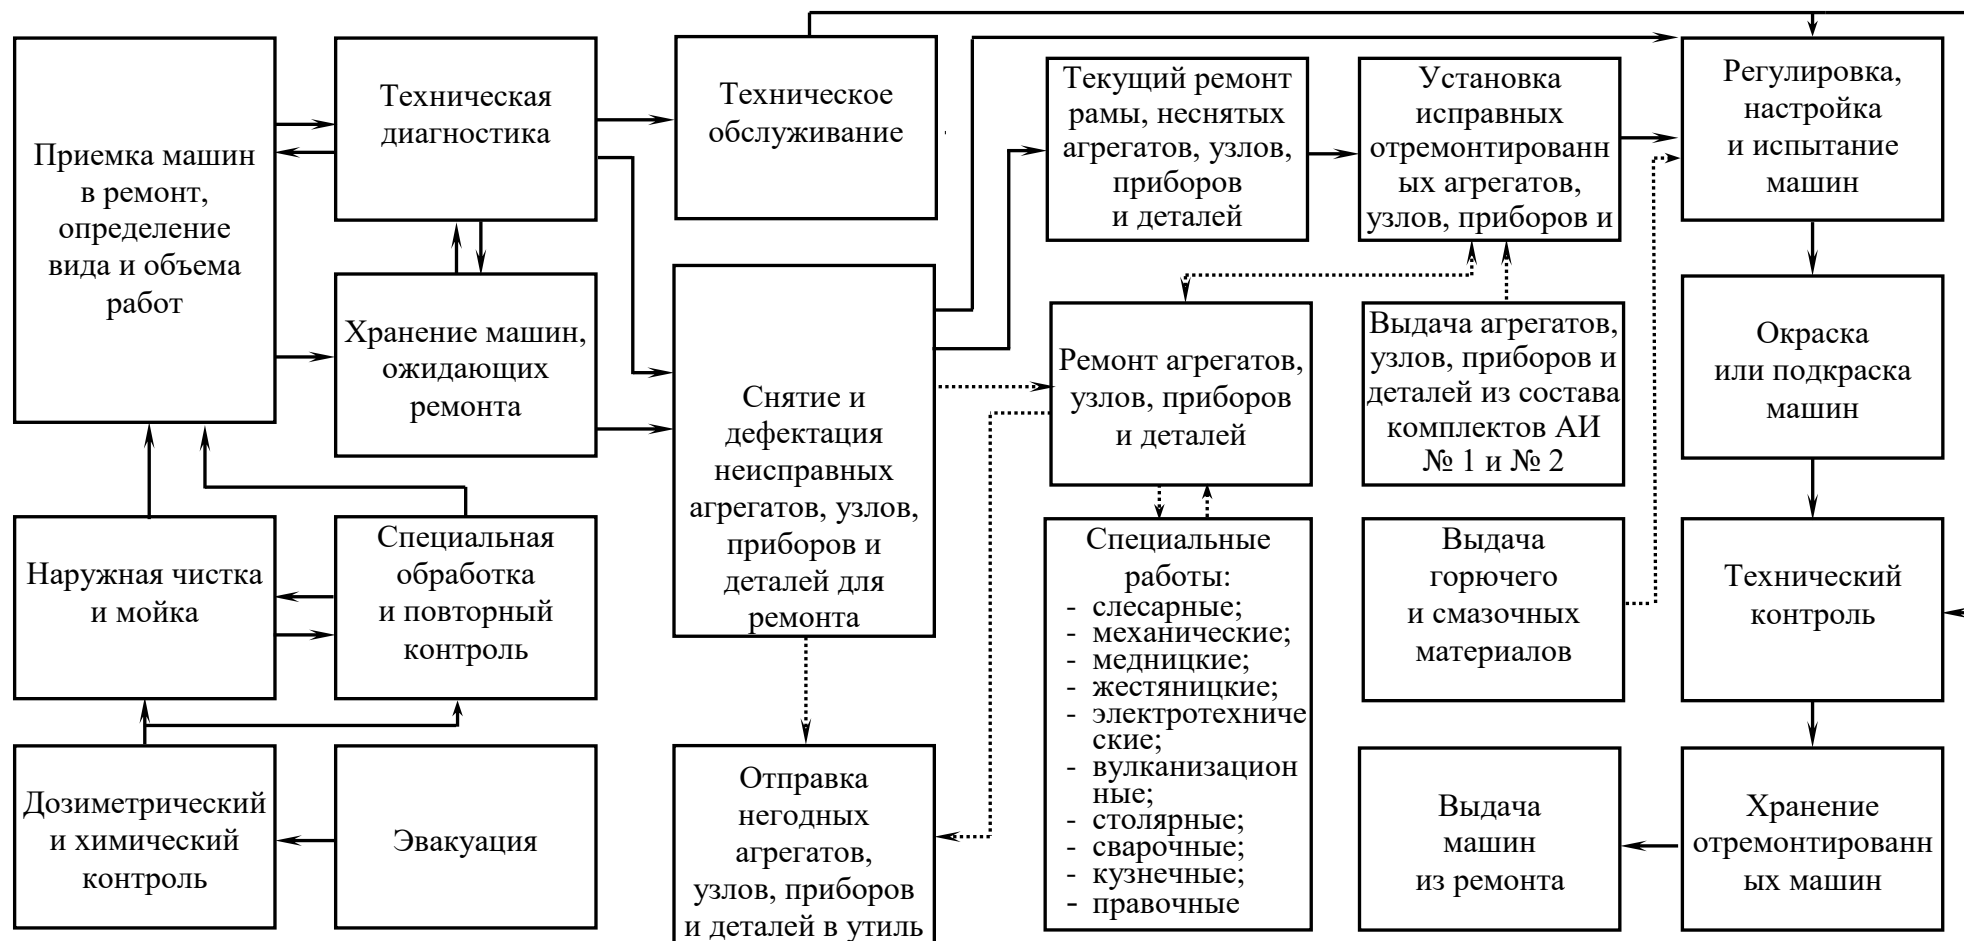 Приемка машин
в ремонт,
определение
вида и объема
работ
Техническая
диагностика
Техническое
обслуживание
Текущий ремонт
рамы, неснятых
агрегатов, узлов,
приборов
и деталей
Установка
исправных
отремонтированн
ых агрегатов,
узлов, приборов и
Регулировка,
настройка
и испытание
машин
Хранение машин,
ожидающих
ремонта
Снятие и
дефектация
неисправных
агрегатов, узлов,
приборов и
деталей для
ремонта
Ремонт агрегатов,
узлов, приборов
и деталей
Выдача агрегатов,
узлов, приборов и
деталей из состава
комплектов АИ
№ 1 и № 2
Окраска
или подкраска
машин
Наружная чистка
и мойка
Специальная
обработка
и повторный
контроль
Специальные
работы:
- слесарные;
- механические;
- медницкие;
- жестяницкие;
- электротехниче
ские;
- вулканизацион
ные;
- столярные;
- сварочные;
- кузнечные;
- правочные
Выдача
горючего
и смазочных
материалов
Технический
контроль
Дозиметрический
и химический
контроль
Эвакуация
Отправка
негодных
агрегатов,
узлов, приборов
и деталей в утиль
Выдача
машин
из ремонта
Хранение
отремонтированн
ых машин